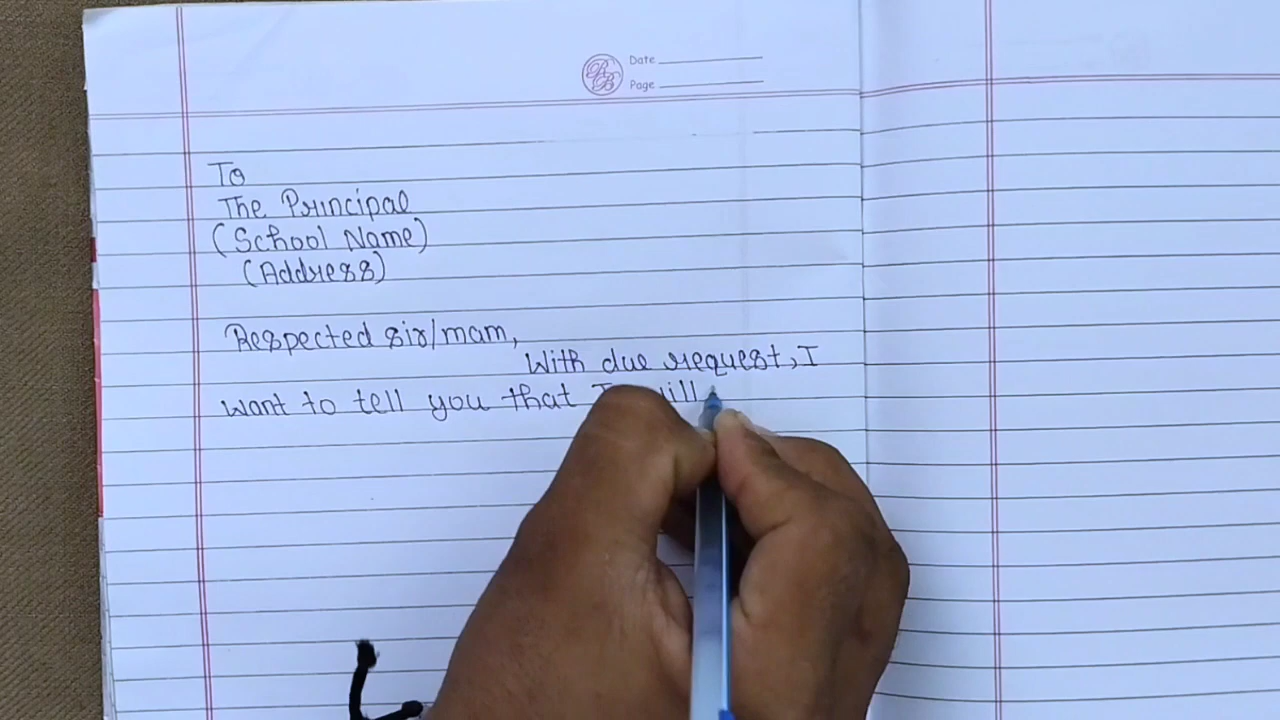 Date
Page
To
The Principal
(School Name)
(Address)
Respected sir/mam,
With due request, I
want to tell you that I will